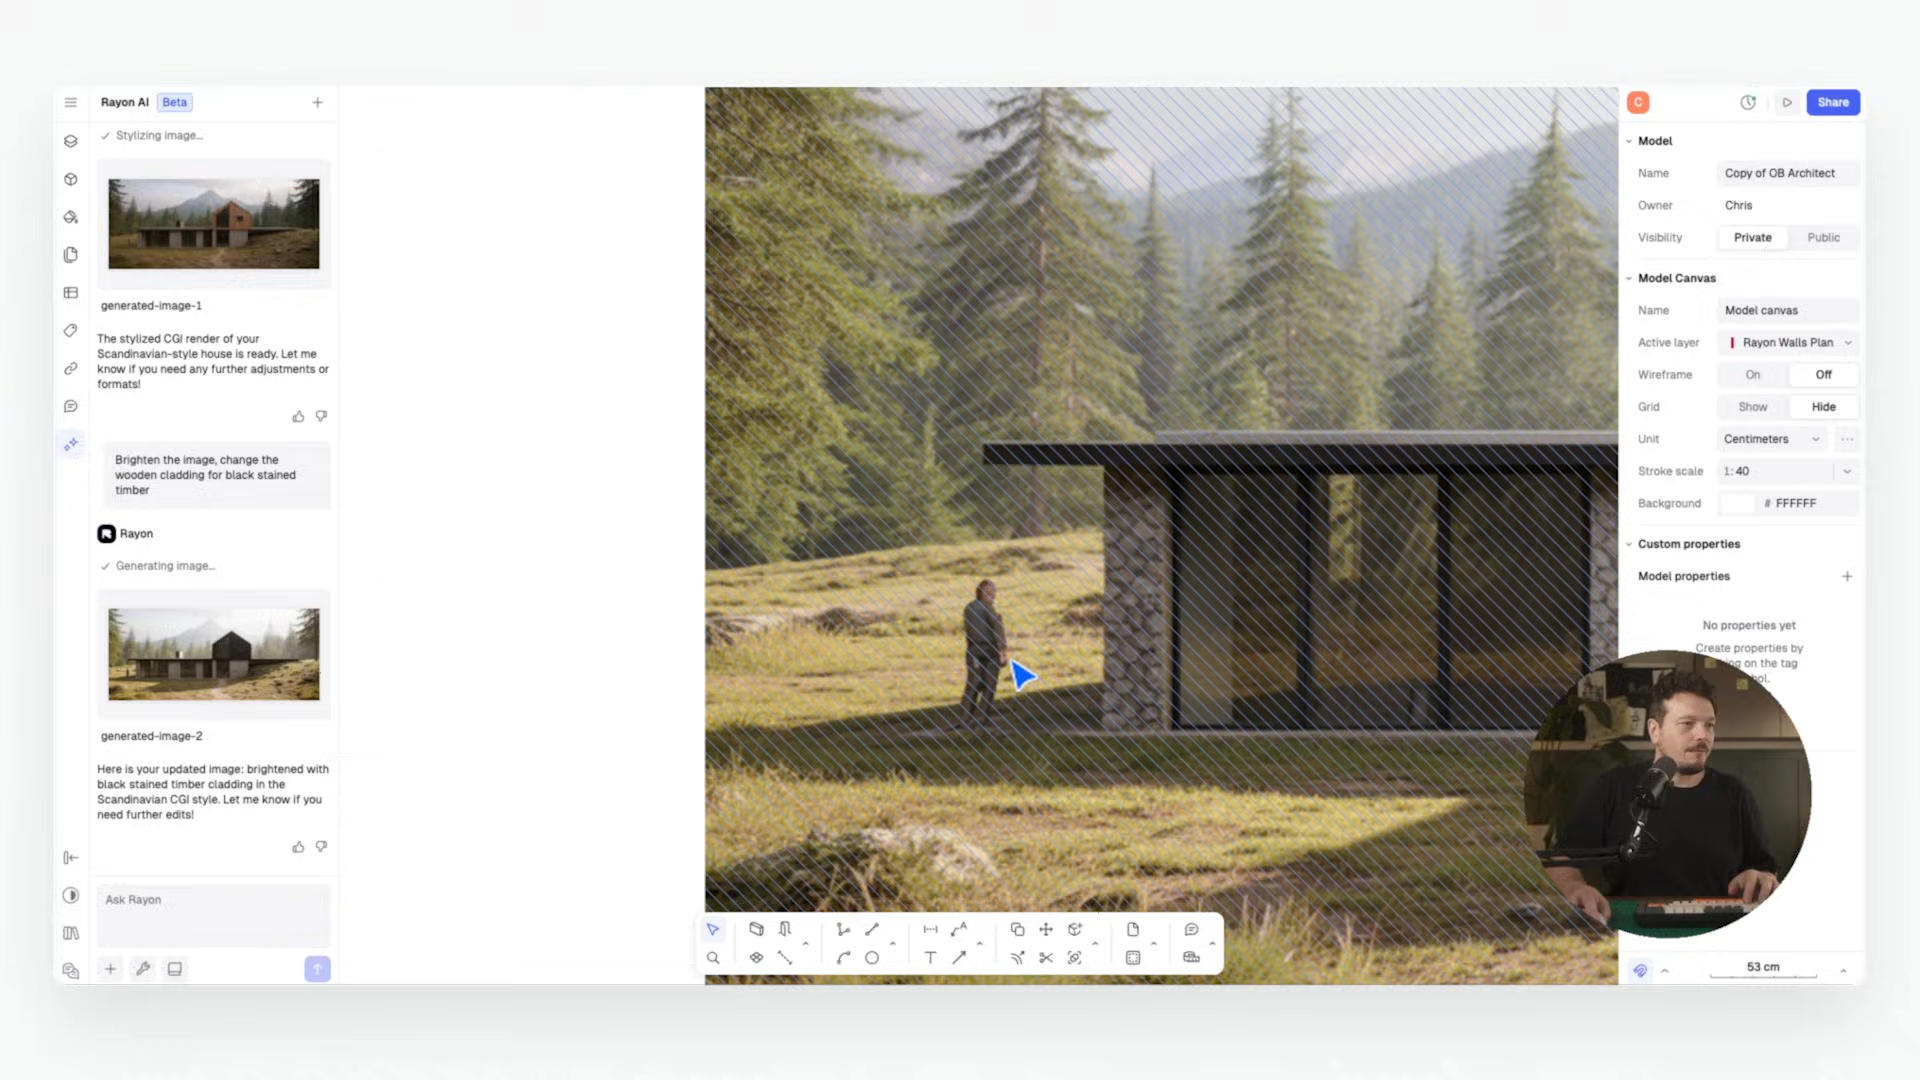 Rayon AI Beta
Stylizing image...
generated-image-1
The stylized CGI render of your
Scandinavian-style house is ready. Let me
know if you need any further adjustments or
formats!
Brighten the image, change the
wooden cladding for black stained
timber
Rayon
Generating image...
generated-image-2
Here is your updated image: brightened with
black stained timber cladding in the
Scandinavian CGI style. Let me know if you
need further edits!
Ask Rayon
C
Share
Model
Name Copy of OB Architect
Owner Chris
Visibility Private Public
Model Canvas
Name Model canvas
Active layer Rayon Walls Plan
Wireframe On Off
Grid Show Hide
Unit Centimeters
Stroke scale 1: 40
Background # FFFFFF
Custom properties
Model properties
No properties yet
Create properties by
on the tag
53 cm